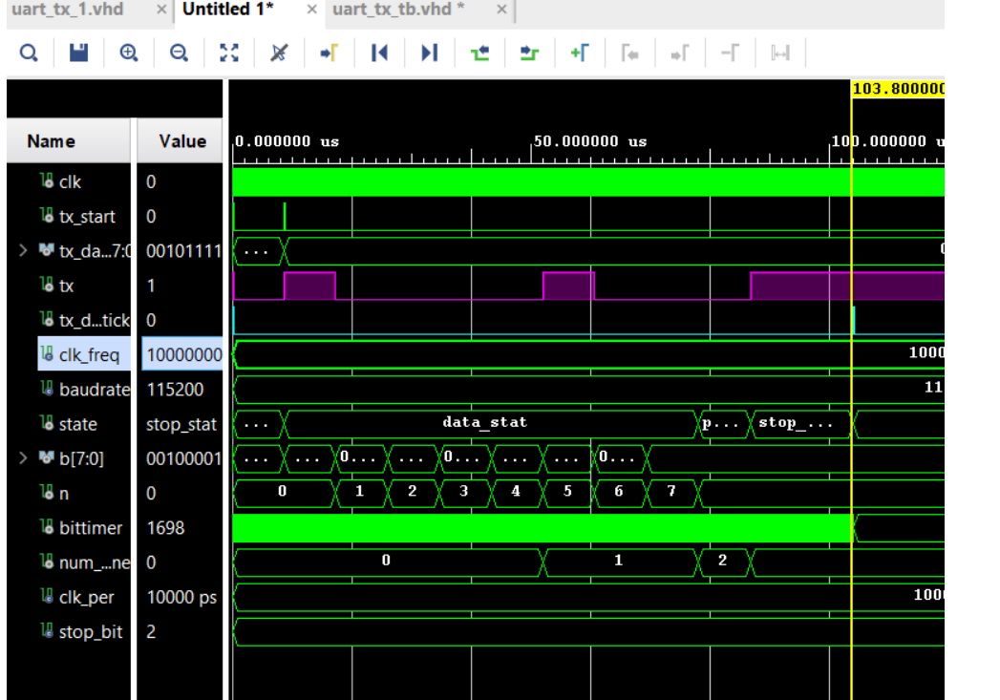 uart_tx_1.vhd × Untitled 1* × uart_tx_tb.vhd * ×
103.800000
Name Value 0.000000 us 50.000000 us 100.000000 u
clk 0
tx_start 0
tx_da...7:0 00101111 ... 0
tx 1
tx_d...tick 0
clk_freq 10000000 1000
baudrate 115200 11
state stop_stat ... data_stat p... stop_...
b[7:0] 00100001 ... ... 0... ... 0... ... ... 0...
n 0 0 1 2 3 4 5 6 7
bittimer 1698
num_...ne 0 0 1 2
clk_per 10000 ps 100
stop_bit 2